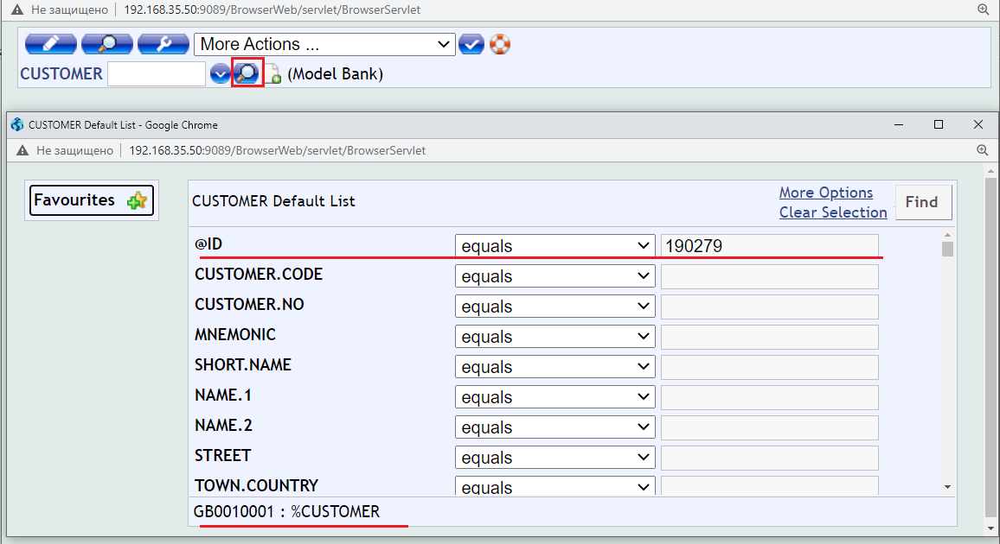 Не защищено 192.168.35.50:9089/BrowserWeb/servlet/BrowserServlet
More Actions ...
CUSTOMER (Model Bank)
CUSTOMER Default List - Google Chrome
Не защищено 192.168.35.50:9089/BrowserWeb/servlet/BrowserServlet
Favourites
CUSTOMER Default List
More Options
Clear Selection
Find
@ID equals 190279
CUSTOMER.CODE equals
CUSTOMER.NO equals
MNEMONIC equals
SHORT.NAME equals
NAME.1 equals
NAME.2 equals
STREET equals
TOWN.COUNTRY equals
GB0010001 : %CUSTOMER